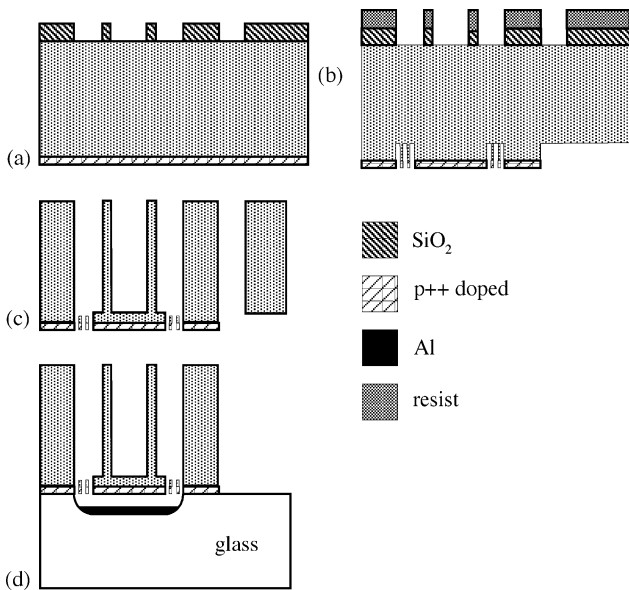 (a)
(b)
(c)
SiO₂
p++ doped
Al
resist
glass
(d)